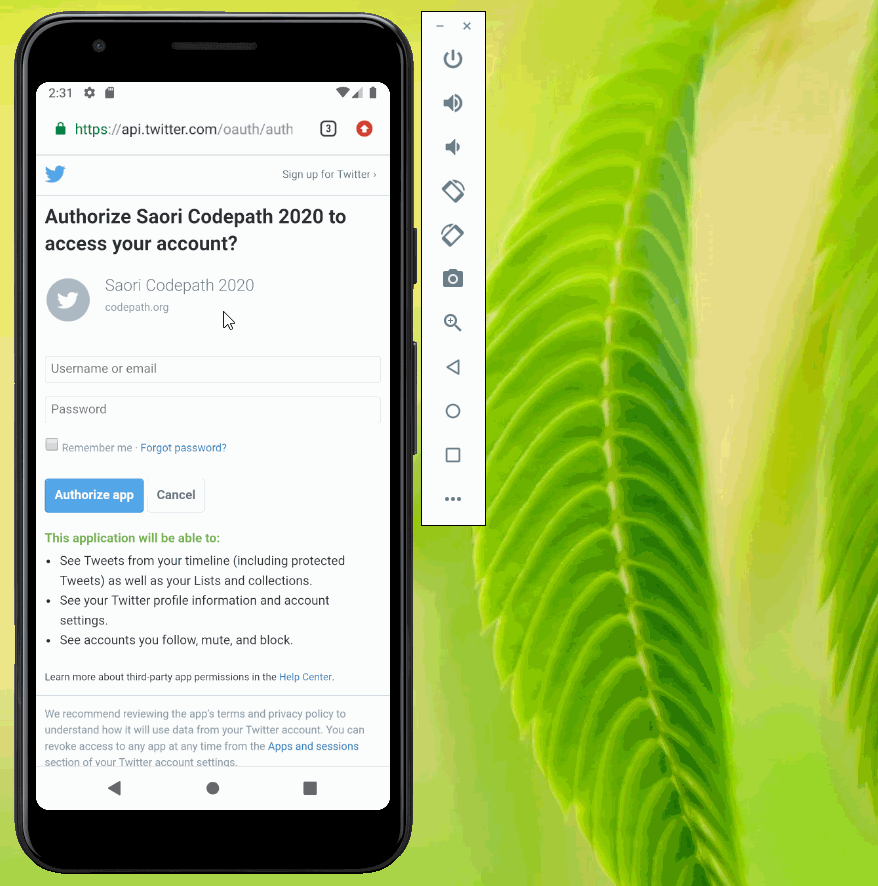 2:31
https://api.twitter.com/oauth/auth
3
Sign up for Twitter ›
Authorize Saori Codepath 2020 to
access your account?
Saori Codepath 2020
codepath.org
Username or email
Password
Remember me · Forgot password?
Authorize app
Cancel
This application will be able to:
• See Tweets from your timeline (including protected
Tweets) as well as your Lists and collections.
• See your Twitter profile information and account
settings.
• See accounts you follow, mute, and block.
Learn more about third-party app permissions in the Help Center.
We recommend reviewing the app's terms and privacy policy to
understand how it will use data from your Twitter account. You can
revoke access to any app at any time from the Apps and sessions
section of your Twitter account settings.